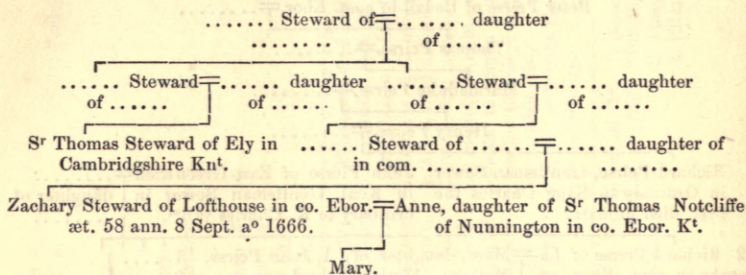 ....... Steward of=....... daughter
........ of ......
...... Steward=...... daughter ...... Steward=...... daughter
of ...... of ...... of ...... of ......
Sʳ Thomas Steward of Ely in ...... Steward of ...... =...... daughter of
Cambridgshire Knᵗ. in com. ...... ........ ........
Zachary Steward of Lofthouse in co. Ebor.=Anne, daughter of Sʳ Thomas Notcliffe
æt. 58 ann. 8 Sept. aᵒ 1666. of Nunnington in co. Ebor. Kᵗ.
Mary.